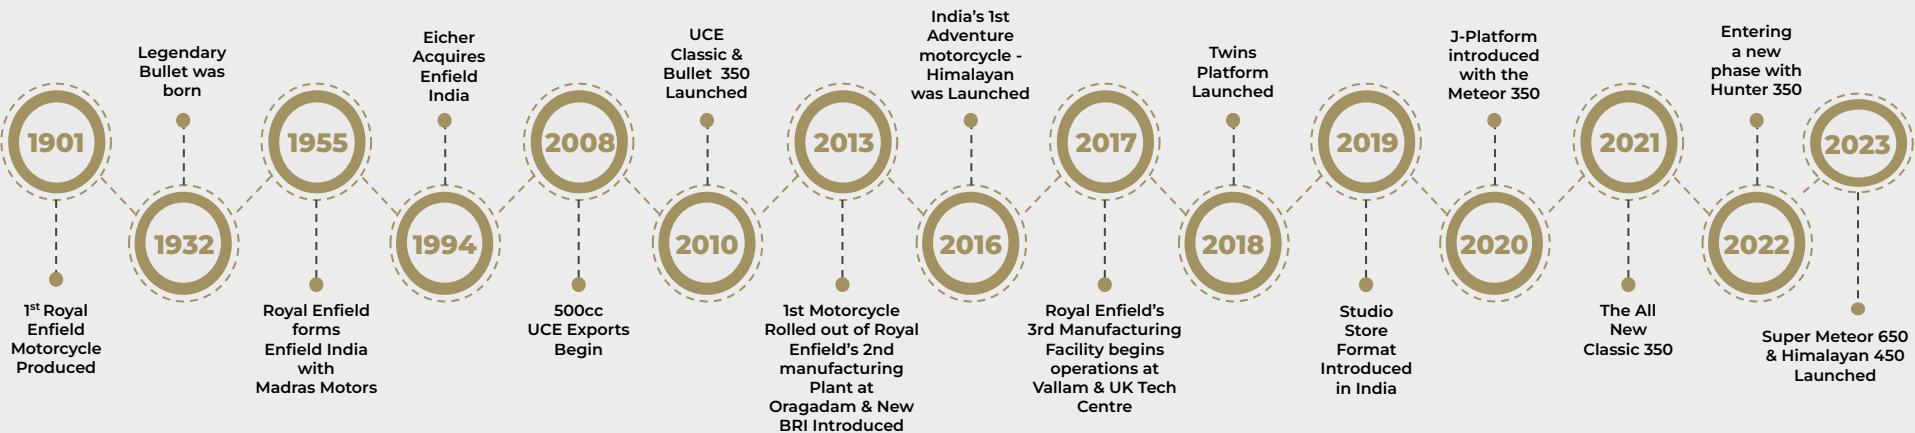 1901
1st Royal
Enfield
Motorcycle
Produced
Legendary
Bullet was
born
1932
1955
Royal Enfield
forms
Enfield India
with
Madras Motors
Eicher
Acquires
Enfield
India
1994
2008
500cc
UCE Exports
Begin
UCE
Classic &
Bullet 350
Launched
2010
2013
1st Motorcycle
Rolled out of Royal
Enfield's 2nd
manufacturing
Plant at
Oragadam & New
BRI Introduced
India's 1st
Adventure
motorcycle -
Himalayan
was Launched
2016
2017
Royal Enfield's
3rd Manufacturing
Facility begins
operations at
Vallam & UK Tech
Centre
Twins
Platform
Launched
2018
2019
Studio
Store
Format
Introduced
in India
J-Platform
introduced
with the
Meteor 350
2020
2021
The All
New
Classic 350
Entering
a new
phase with
Hunter 350
2022
2023
Super Meteor 650
& Himalayan 450
Launched